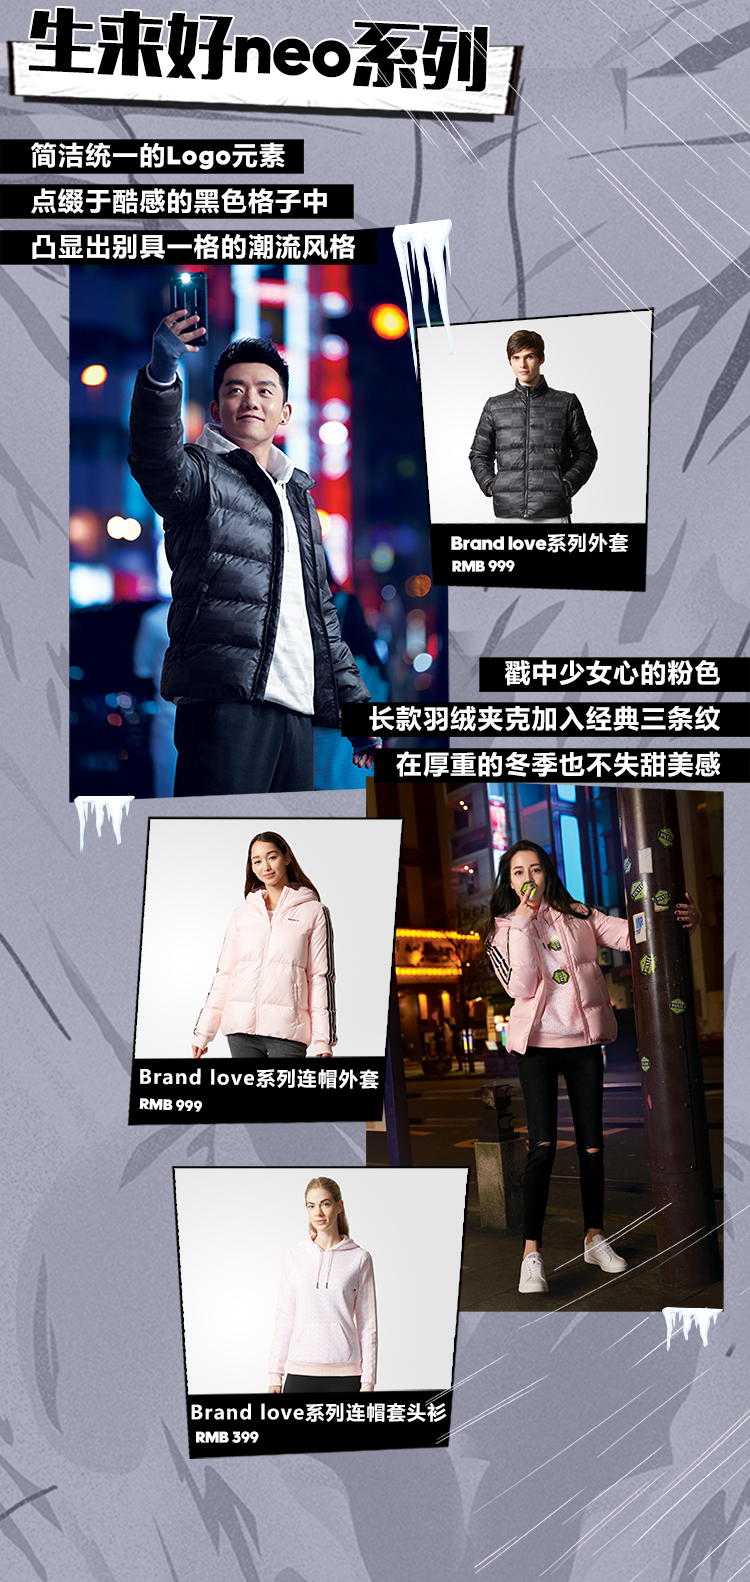 生来好neo系列
简洁统一的Logo元素
点缀于酷感的黑色格子中
凸显出别具一格的潮流风格
Brand love系列外套
RMB 999
戳中少女心的粉色
长款羽绒夹克加入经典三条纹
在厚重的冬季也不失甜美感
Brand love系列连帽外套
RMB 999
Brand love系列连帽套头衫
RMB 399